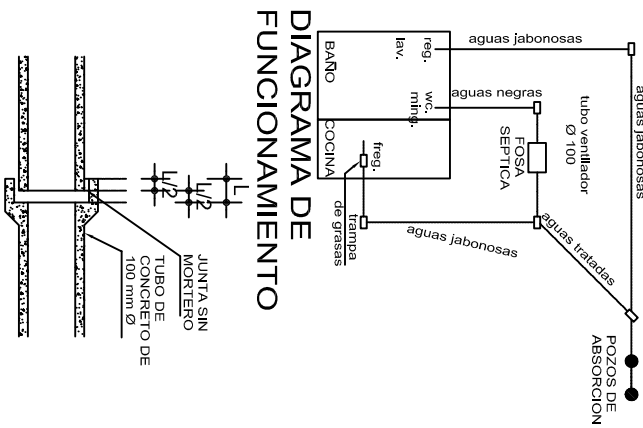 aguas jabonosas
aguas jabonosas
reg.
lav.
BAÑO
aguas negras
wc.
ming.
tubo ventilador
Ø 100
FOSA
SEPTICA
COCINA
freg.
trampa
de grasas
aguas jabonosas
aguas tratadas
POZOS DE
ABSORCION
DIAGRAMA DE
FUNCIONAMIENTO
L
L/2
L/2
JUNTA SIN
MORTERO
TUBO DE
CONCRETO DE
100 mm Ø